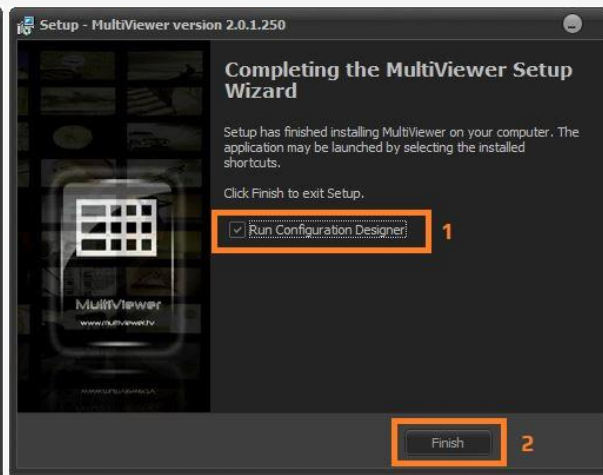 Setup - MultiViewer version 2.0.1.250
Completing the MultiViewer Setup
Wizard
Setup has finished installing MultiViewer on your computer. The
application may be launched by selecting the installed
shortcuts.
Click Finish to exit Setup.
Run Configuration Designer
1
MultiViewer
www.multiviewer.tv
Finish
2